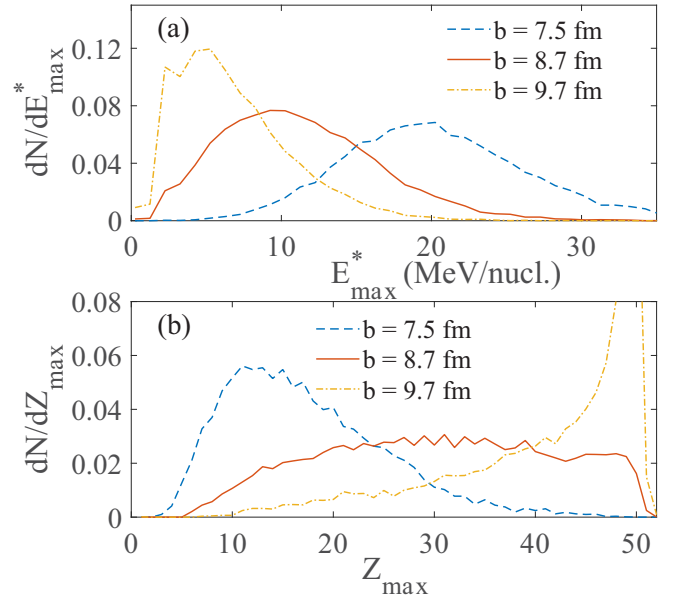 (a)
b = 7.5 fm
b = 8.7 fm
b = 9.7 fm
dN/dE*max
0.12
0.08
0.04
0
0 10 20 30
E*max (MeV/nucl.)
(b)
b = 7.5 fm
b = 8.7 fm
b = 9.7 fm
dN/dZmax
0.08
0.06
0.04
0.02
0
0 10 20 30 40 50
Zmax